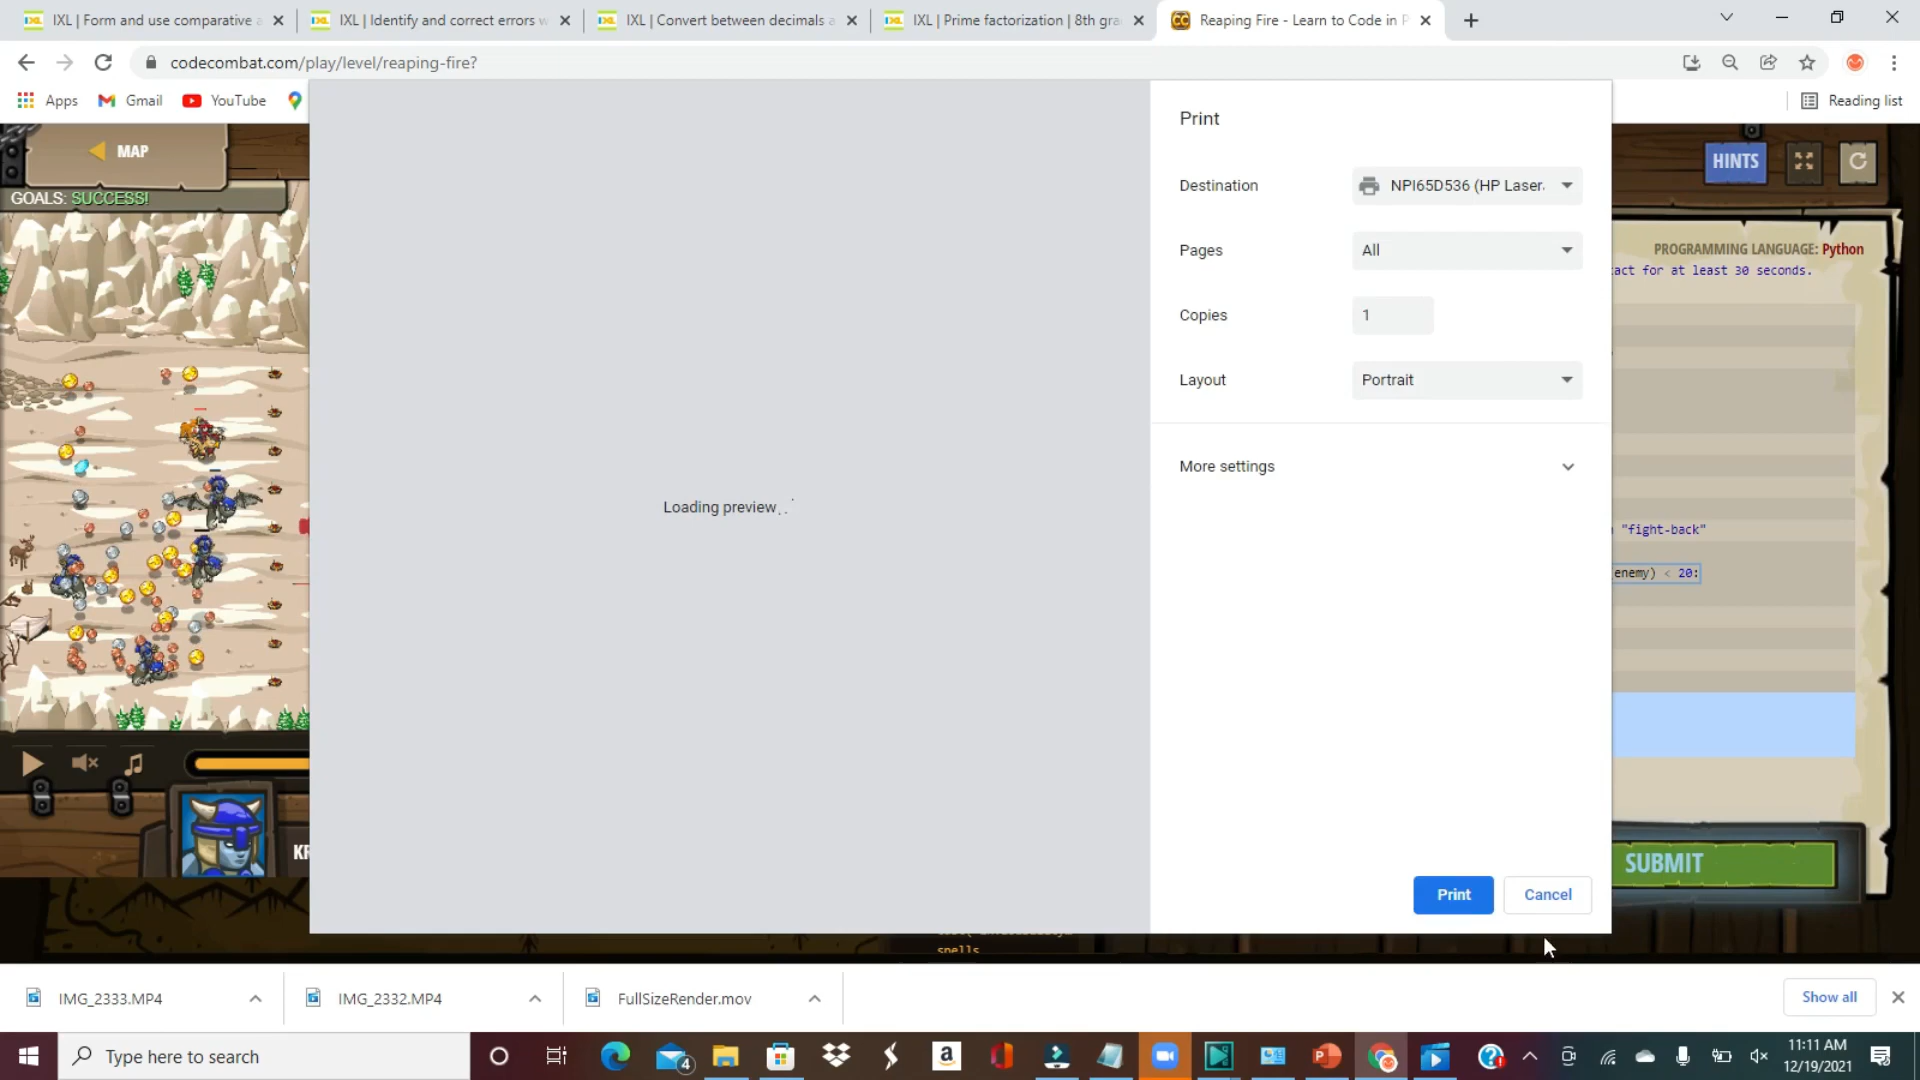 IXL | Form and use comparative a
IXL | Identify and correct errors w
IXL | Convert between decimals a
IXL | Prime factorization | 8th gra
Reaping Fire - Learn to Code in P
codecombat.com/play/level/reaping-fire?
Apps
Gmail
YouTube
Reading list
MAP
GOALS: SUCCESS!
HINTS
PROGRAMMING LANGUAGE: Python
act for at least 30 seconds.
"fight-back"
enemy) < 20:
SUBMIT
Loading preview
Print
Destination
NPI65D536 (HP Laser.
Pages
All
Copies
1
Layout
Portrait
More settings
Print
Cancel
spells
IMG_2333.MP4
IMG_2332.MP4
FullSizeRender.mov
Show all
Type here to search
4
11:11 AM
12/19/2021